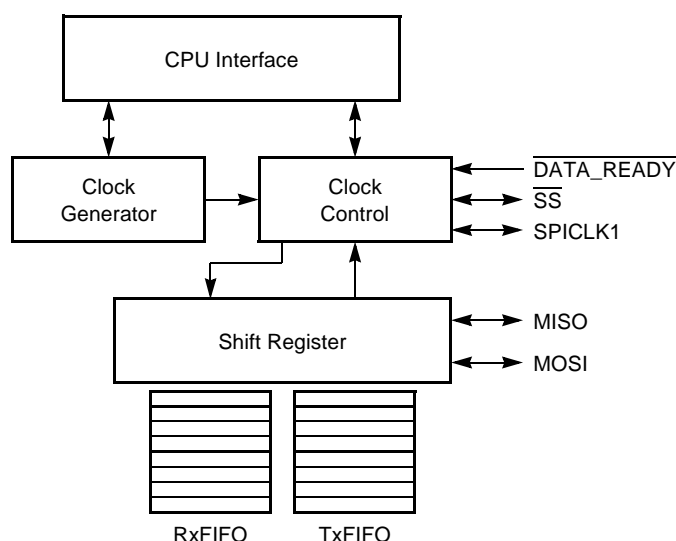 CPU Interface
Clock
Generator
Clock
Control
DATA_READY
SS
SPICLK1
Shift Register
MISO
MOSI
RxFIFO
TxFIFO